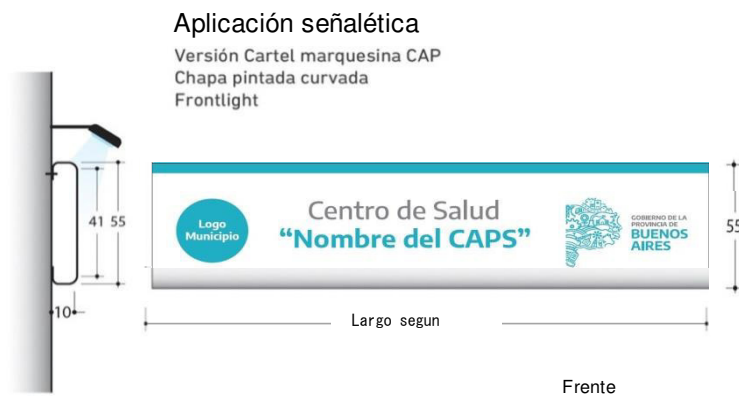 Aplicación señalética
Versión Cartel marquesina CAP
Chapa pintada curvada
Frontlight
41 55
10
Logo
Municipio
Centro de Salud
“Nombre del CAPS”
GOBIERNO DE LA
PROVINCIA DE
BUENOS
AIRES
55
Largo segun
Frente